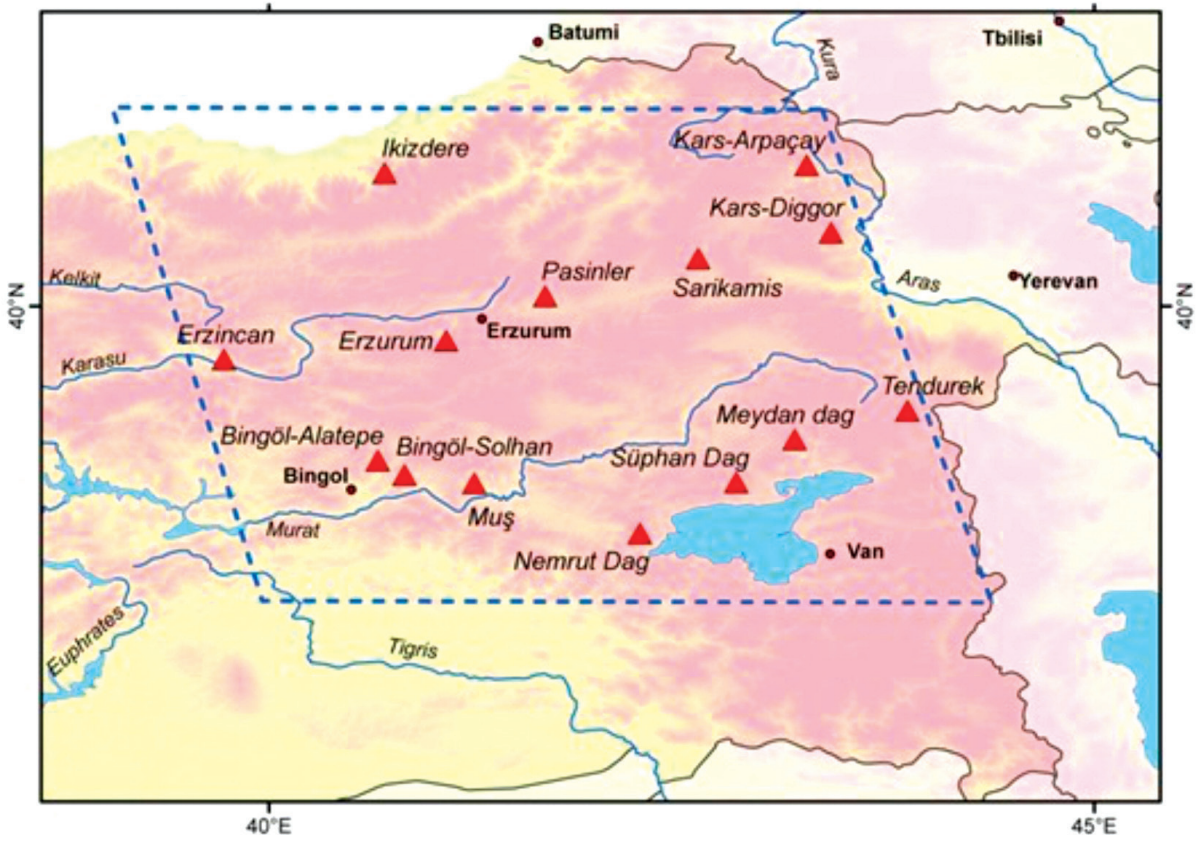 Batumi
Tbilisi
Kura
Ikizdere
Kars-Arpaçay
Kars-Diggor
Kelkit
Pasinler
Sarikamis
Aras
Yerevan
40°N
40°N
Erzincan
Erzurum
Erzurum
Karasu
Tendurek
Meydan dag
Bingöl-Alatepe
Bingöl-Solhan
Süphan Dag
Bingol
Murat
Muş
Nemrut Dag
Van
Euphrates
Tigris
40°E
45°E